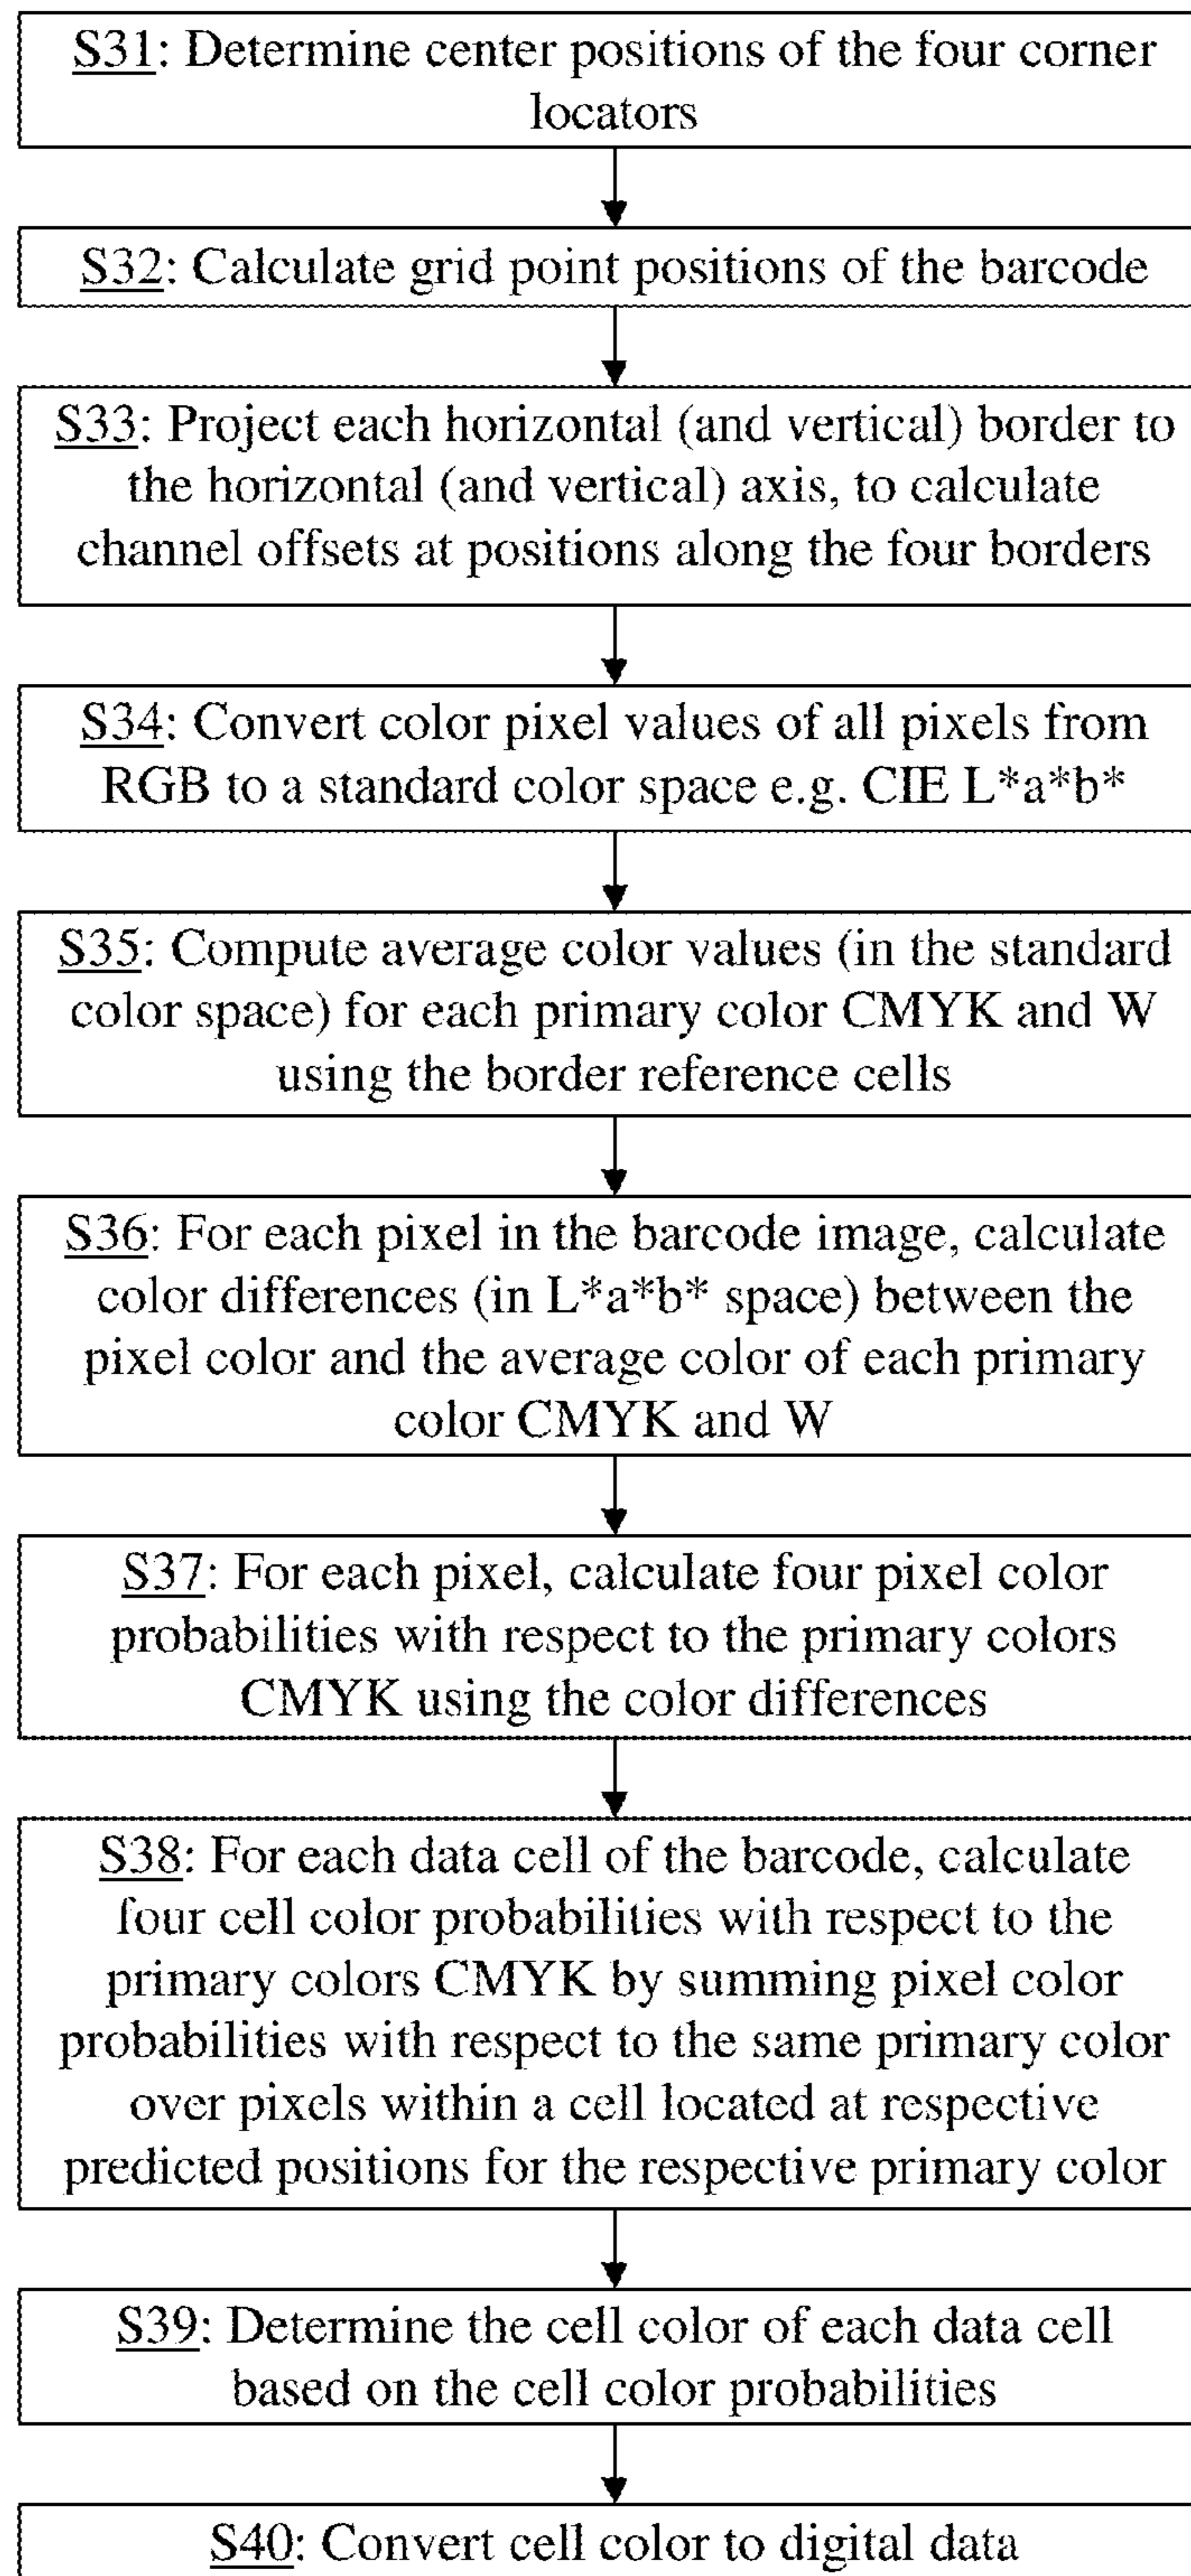 S31: Determine center positions of the four corner
locators
S32: Calculate grid point positions of the barcode
S33: Project each horizontal (and vertical) border to
the horizontal (and vertical) axis, to calculate
channel offsets at positions along the four borders
S34: Convert color pixel values of all pixels from
RGB to a standard color space e.g. CIE L*a*b*
S35: Compute average color values (in the standard
color space) for each primary color CMYK and W
using the border reference cells
S36: For each pixel in the barcode image, calculate
color differences (in L*a*b* space) between the
pixel color and the average color of each primary
color CMYK and W
S37: For each pixel, calculate four pixel color
probabilities with respect to the primary colors
CMYK using the color differences
S38: For each data cell of the barcode, calculate
four cell color probabilities with respect to the
primary colors CMYK by summing pixel color
probabilities with respect to the same primary color
over pixels within a cell located at respective
predicted positions for the respective primary color
S39: Determine the cell color of each data cell
based on the cell color probabilities
S40: Convert cell color to digital data